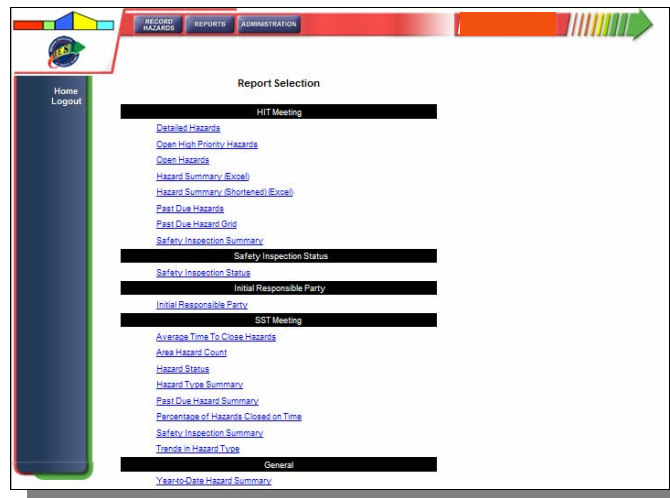 RECORD
HAZARDS
REPORTS
ADMINISTRATION
BEST
Home
Logout
Report Selection
HIT Meeting
Detailed Hazards
Open High Priority Hazards
Open Hazards
Hazard Summary (Excel)
Hazard Summary (Shortened)(Excel)
Past Due Hazards
Past Due Hazard Grid
Safety Inspection Summary
Safety Inspection Status
Safety Inspection Status
Initial Responsible Party
Initial Responsible Party
SST Meeting
Average Time To Close Hazards
Area Hazard Count
Hazard Status
Hazard Type Summary
Past Due Hazard Summary
Percentage of Hazards Closed on Time
Safety Inspection Summary
Trends in Hazard Type
General
Year-to-Date Hazard Summary